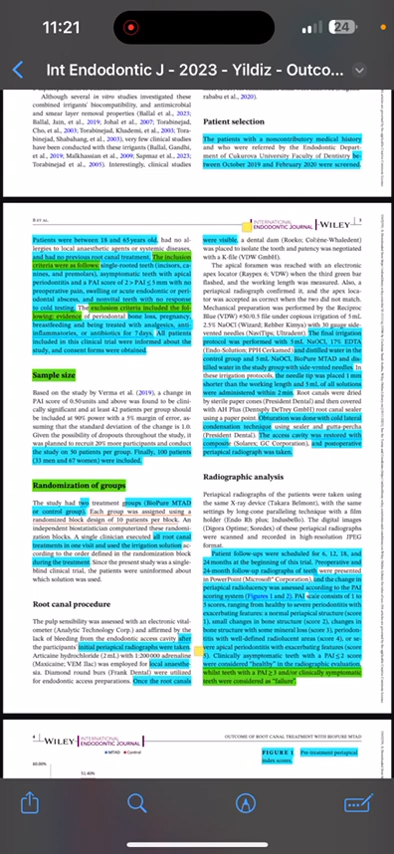 11:21
24
Int Endodontic J - 2023 - Yildiz - Outco...
Although several in vitro studies investigated these
combined irrigants' biocompatibility, and antimicrobial
and smear layer removal properties (Ballal et al., 2023;
Ballal, Jain, et al., 2019; Johal et al., 2007; Torabinejad,
Cho, et al., 2003; Torabinejad, Khademi, et al., 2003; Tora-
binejad, Shabahang, et al., 2003), very few clinical studies
have been conducted with these irrigants (Ballal, Gandhi,
et al., 2019; Malkhassian et al., 2009; Sapmaz et al., 2023;
Torabinejad et al., 2005). Interestingly, clinical studies
rababu et al., 2020).
Patient selection
The patients with a noncontributory medical history
and who were referred by the Endodontic Depart-
ment of Cukurova University Faculty of Dentistry be-
tween October 2019 and February 2020 were screened.
ET AL.
INTERNATIONAL
ENDODONTIC JOURNAL
WILEY
3
Patients were between 18 and 65 years old, had no al-
lergies to local anaesthetic agents or systemic diseases,
and had no previous root canal treatment. The inclusion
criteria were as follows: single-rooted teeth (incisors, ca-
nines, and premolars), asymptomatic teeth with apical
periodontitis and a PAI score of 2 > PAI ≤ 5 mm with no
preoperative pain, swelling or acute endodontic or peri-
odontal abscess, and nonvital teeth with no response
to cold testing. The exclusion criteria included the fol-
lowing: evidence of periodontal bone loss, pregnancy,
breastfeeding and being treated with analgesics, anti-
inflammatories, or antibiotics for 7 days. All patients
included in this clinical trial were informed about the
study, and consent forms were obtained.
Sample size
Based on the study by Verma et al. (2019), a change in
PAI score of 0.50 units and above was to be found clini-
cally significant and at least 42 patients per group should
be included at 90% power with a 5% margin of error, as-
suming that the standard deviation of the change is 1.0.
Given the possibility of dropouts throughout the study, it
was planned to recruit 20% more participants and conduct
the study on 50 patients per group. Finally, 100 patients
(33 men and 67 women) were included.
Randomization of groups
The study had two treatment groups (BioPure MTAD
or control group). Each group was assigned using a
randomized block design of 10 patients per block. An
independent biostatistician computerized these randomi-
zation blocks. A single clinician executed all root canal
treatments in one visit and used the irrigation solution ac-
cording to the order defined in the randomization block
during the treatment. Since the present study was a single-
blind clinical trial, the patients were uninformed about
which solution was used.
Root canal procedure
The pulp sensibility was assessed with an electronic vital-
ometer (Analytic Technology Corp.) and affirmed by the
lack of bleeding from the endodontic access cavity after
the participants initial periapical radiographs were taken.
Articaine hydrochloride (2 mL) with 1:200 000 adrenaline
(Maxicaine; VEM Ilac) was employed for local anesthe-
sia. Diamond round burs (Frank Dental) were utilized
for endodontic access preparations. Once the root canals
were visible, a dental dam (Roeko; Coltène-Whaledent)
was placed to isolate the teeth and patency was negotiated
with a K-file (VDW GmbH).
The apical foramen was reached with an electronic
apex locator (Raypex 6; VDW) when the third green bar
flashed, and the working length was measured. Also, a
periapical radiograph confirmed it, and the apex loca-
tor was accepted as correct when the two did not match.
Mechanical preparation was performed by the Reciproc
Blue (VDW) #50/0.5 file under copious irrigation of 5 mL
2.5% NaOCl (Wizard; Rehber Kimya) with 30 gauge side-
vented needles (NaviTips; Ultradent). The final irrigation
protocol was performed with 5 mL NaOCl, 17% EDTA
(Endo-Solution; PPH Cerkamed) and distilled water in
the control group and 5 mL NaOCl, BioPure MTAD and dis-
tilled water in the study group with side-vented needles. In
these irrigation protocols, the needle tip was placed 1 mm
shorter than the working length and 5 mL of all solutions
were administered within 2 min. Root canals were dried
by sterile paper cones (President Dental) and then covered
with AH Plus (Dentsply DeTrey GmbH) root canal sealer
using a paper point. Obturation was done with cold lateral
condensation technique using sealer and gutta-percha
(President Dental). The access cavity was restored with
composite (Solare; GC Corporation), and postoperative
periapical radiograph was taken.
Radiographic analysis
Periapical radiographs of the patients were taken using
the same X-ray device (Takara Belmont), with the same
settings by long-cone paralleling technique with a film
holder (Endo Rh plus; Indusbello). The digital images
(Digora Optime; Soredex) of these periapical radiographs
were scanned and recorded in high-resolution JPEG
format
Patient follow-ups were scheduled for 6, 12, 18, and
24 months at the beginning of this trial. Preoperative and
24-month follow-up radiographs of teeth were presented
in PowerPoint (Microsoft® Corporation), and the change in
periapical radiolucency was assessed according to the PAI
scoring system (Figures 1 and 2). PAI scale consists of 1 to
5 scores, ranging from healthy to severe periodontitis with
exacerbating features: a normal periapical structure (score
1), small changes in bone structure (score 2), changes in
bone structure with some mineral loss (score 3), periodon-
titis with well-defined radiolucent areas (score 4), or se-
vere apical periodontitis with exacerbating features (score
5). Clinically asymptomatic teeth with a PAI ≤ 2 score
were considered "healthy" in the radiographic evaluation,
whilst teeth with a PAI ≥ 3 and/or clinically symptomatic
teeth were considered as "failure".
4
WILEY
INTERNATIONAL
ENDODONTIC JOURNAL
OUTCOME OF ROOT CANAL TREATMENT WITH BIOPURE MTAD
MTAD
Control
60.00%
51.40%
FIGURE 1 Pre-treatment periapical
index scores.